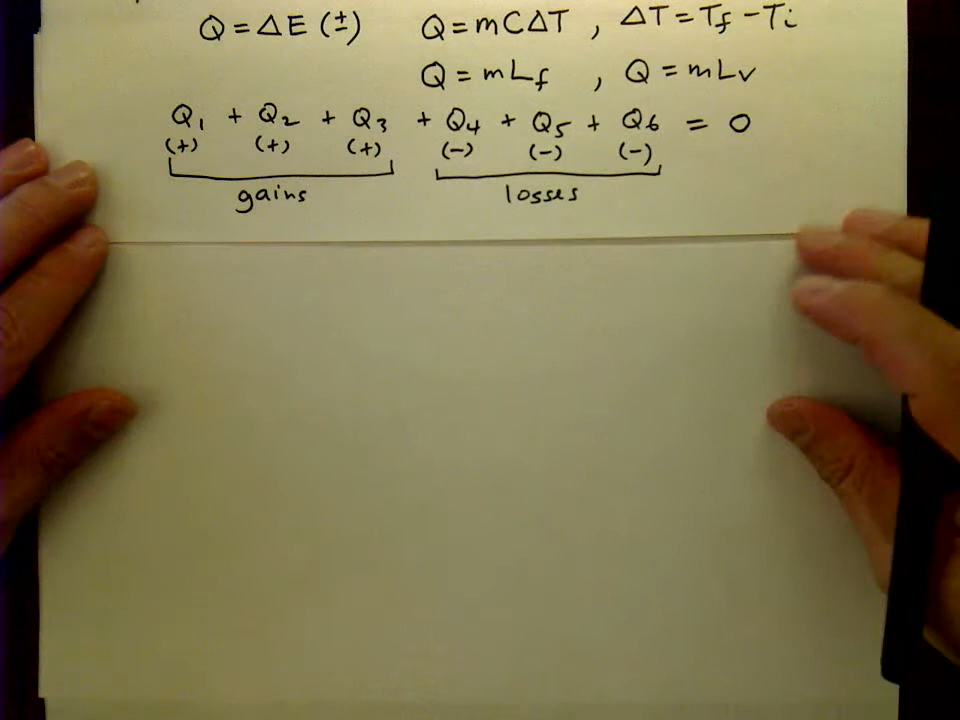 Q = ΔE (±) Q = mCΔT , ΔT = Tf - Ti
Q = mLf , Q = mLv
Q1 + Q2 + Q3 + Q4 + Q5 + Q6 = 0
(+) (+) (+) (-) (-) (-)
gains losses